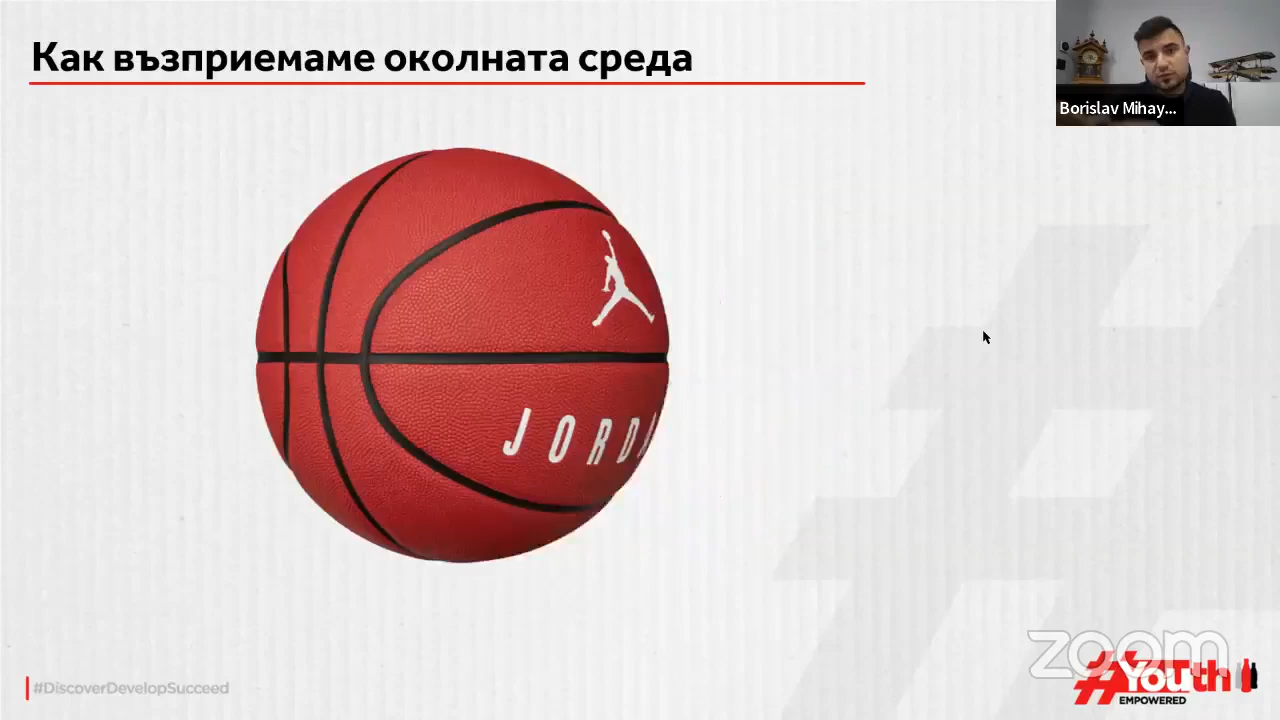 Как възприемаме околната среда
Borislav Mihay...
JORDA
#DiscoverDevelopSucceed
zoom
#Youth
EMPOWERED